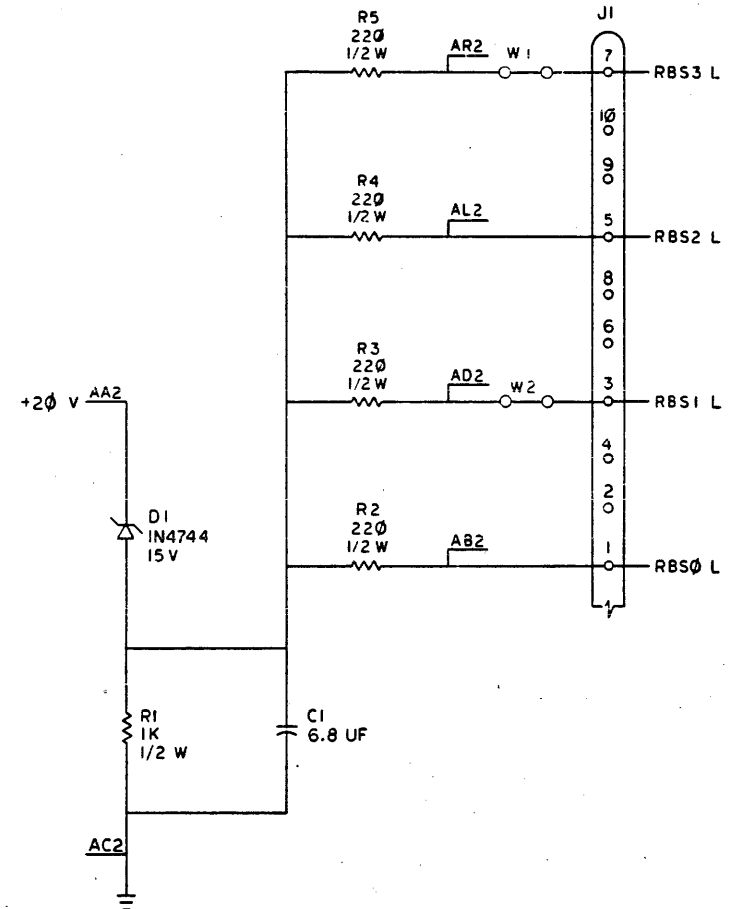 R5
22Ø
1/2 W
AR2
W1
J1
7
RBS3 L
1Ø
9
R4
22Ø
1/2 W
AL2
5
RBS2 L
8
6
R3
22Ø
1/2 W
AD2
W2
3
RBS1 L
+2Ø V
AA2
4
2
D1
IN4744
15V
R2
22Ø
1/2 W
AB2
1
RBSØ L
R1
1K
1/2 W
C1
6.8 UF
AC2